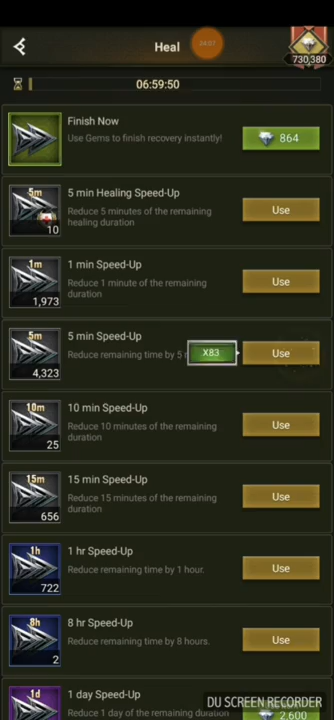 Heal
24:07
730,380
06:59:50
Finish Now
Use Gems to finish recovery instantly!
864
5m
10
5 min Healing Speed-Up
Reduce 5 minutes of the remaining
healing duration
Use
1m
1,973
1 min Speed-Up
Reduce 1 minute of the remaining
duration
Use
5m
4,323
5 min Speed-Up
Reduce remaining time by 5
X83
Use
10m
25
10 min Speed-Up
Reduce 10 minutes of the remaining
duration
Use
15m
656
15 min Speed-Up
Reduce 15 minutes of the remaining
duration
Use
1h
722
1 hr Speed-Up
Reduce remaining time by 1 hour.
Use
8h
2
8 hr Speed-Up
Reduce remaining time by 8 hours.
Use
1d
1 day Speed-Up
Reduce 1 day of the remaining duration
2,600
DU SCREEN RECORDER